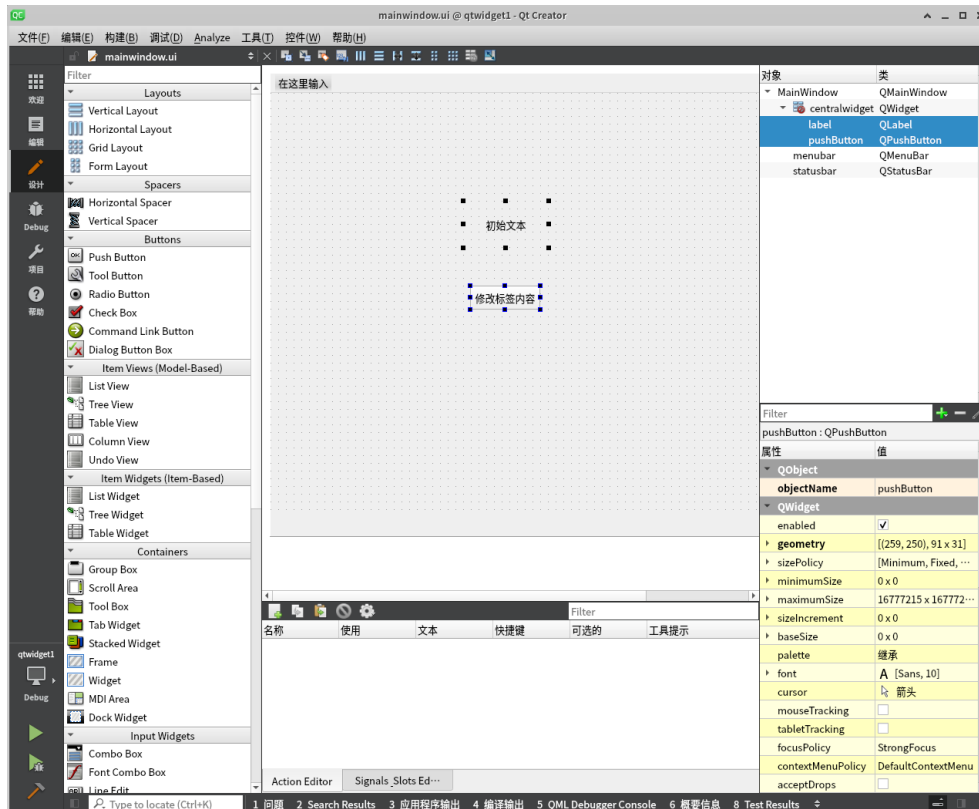 mainwindow.ui @ qtwidget1 - Qt Creator
文件(F) 编辑(E) 构建(B) 调试(D) Analyze 工具(T) 控件(W) 帮助(H)
mainwindow.ui
欢迎
编辑
设计
Debug
项目
帮助
qtwidget1
Debug
Filter
Layouts
Vertical Layout
Horizontal Layout
Grid Layout
Form Layout
Spacers
Horizontal Spacer
Vertical Spacer
Buttons
OK Push Button
Tool Button
Radio Button
Check Box
Command Link Button
Dialog Button Box
Item Views (Model-Based)
List View
Tree View
Table View
Column View
Undo View
Item Widgets (Item-Based)
List Widget
Tree Widget
Table Widget
Containers
Group Box
Scroll Area
Tool Box
Tab Widget
Stacked Widget
Frame
Widget
MDI Area
Dock Widget
Input Widgets
Combo Box
Font Combo Box
Line Edit
在这里输入
初始文本
修改标签内容
Filter
名称 使用 文本 快捷键 可选的 工具提示
Action Editor Signals_Slots Ed···
对象 类
MainWindow QMainWindow
centralwidget QWidget
label QLabel
pushButton QPushButton
menubar QMenuBar
statusbar QStatusBar
Filter
pushButton : QPushButton
属性 值
QObject
objectName pushButton
QWidget
enabled
geometry [(259, 250), 91 x 31]
sizePolicy [Minimum, Fixed, ···
minimumSize 0 x 0
maximumSize 16777215 x 167772···
sizeIncrement 0 x 0
baseSize 0 x 0
palette 继承
font A [Sans, 10]
cursor 箭头
mouseTracking
tabletTracking
focusPolicy StrongFocus
contextMenuPolicy DefaultContextMenu
acceptDrops
Type to locate (Ctrl+K) 1 问题 2 Search Results 3 应用程序输出 4 编译输出 5 QML Debugger Console 6 概要信息 8 Test Results